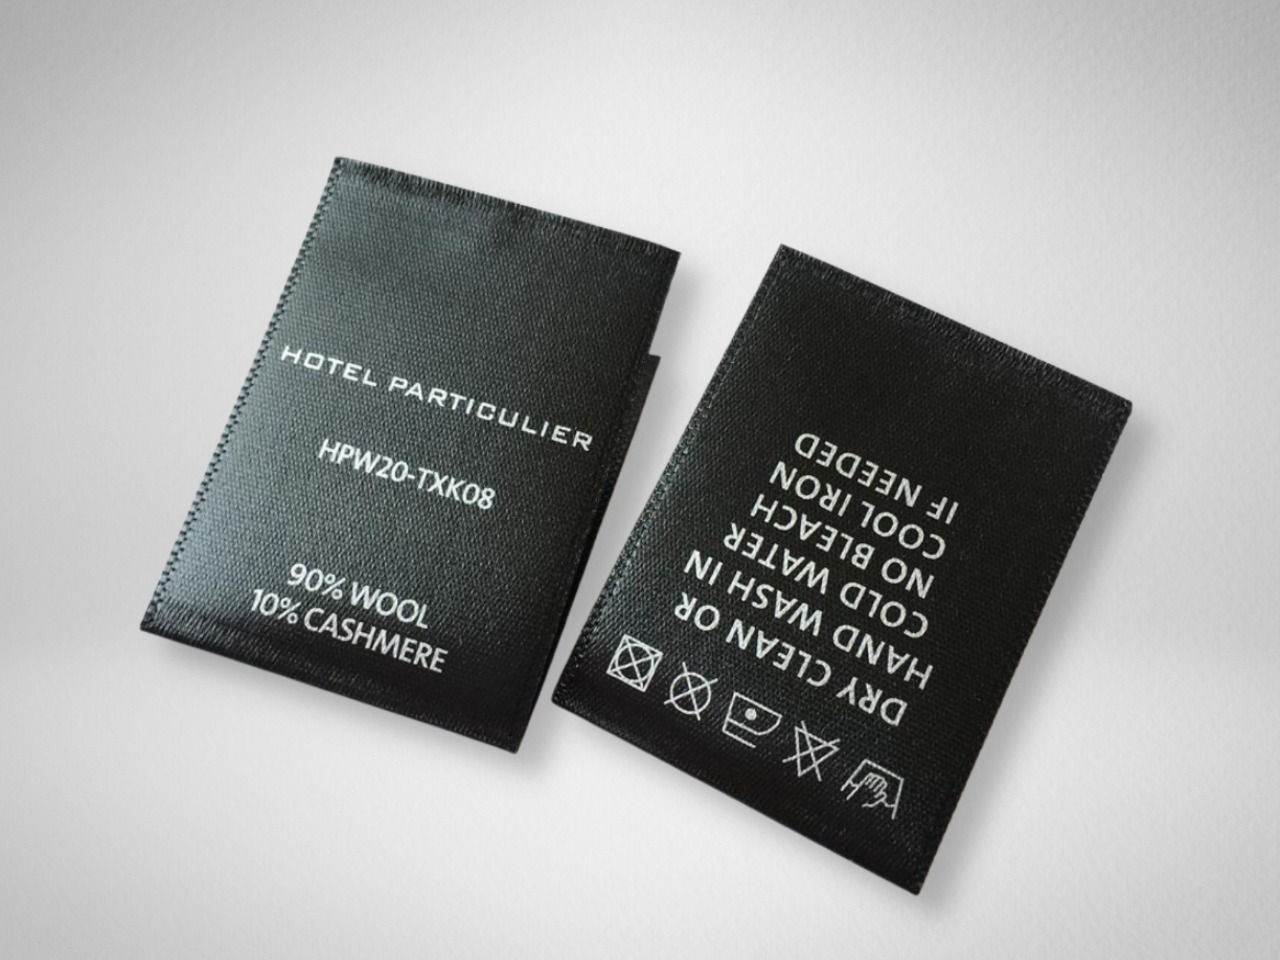 HOTEL PARTICULIER
HPW20-TXK08
90% WOOL
10% CASHMERE
DRY CLEAN OR
HAND WASH IN
COLD WATER
NO BLEACH
COOL IRON
IF NEEDED